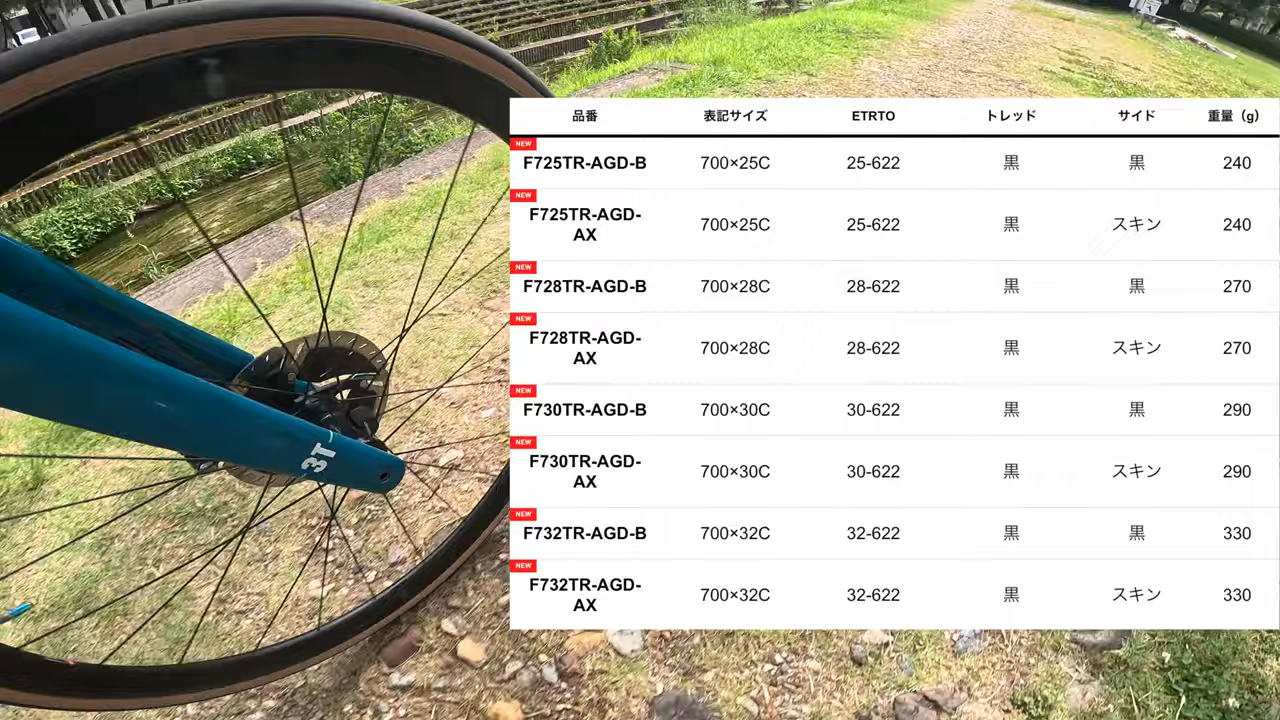 品番 表記サイズ ETRTO トレッド サイド 重量（g）
NEW
F725TR-AGD-B 700×25C 25-622 黒 黒 240
NEW
F725TR-AGD-
AX 700×25C 25-622 黒 スキン 240
NEW
F728TR-AGD-B 700×28C 28-622 黒 黒 270
NEW
F728TR-AGD-
AX 700×28C 28-622 黒 スキン 270
NEW
F730TR-AGD-B 700×30C 30-622 黒 黒 290
NEW
F730TR-AGD-
AX 700×30C 30-622 黒 スキン 290
NEW
F732TR-AGD-B 700×32C 32-622 黒 黒 330
NEW
F732TR-AGD-
AX 700×32C 32-622 黒 スキン 330
3T